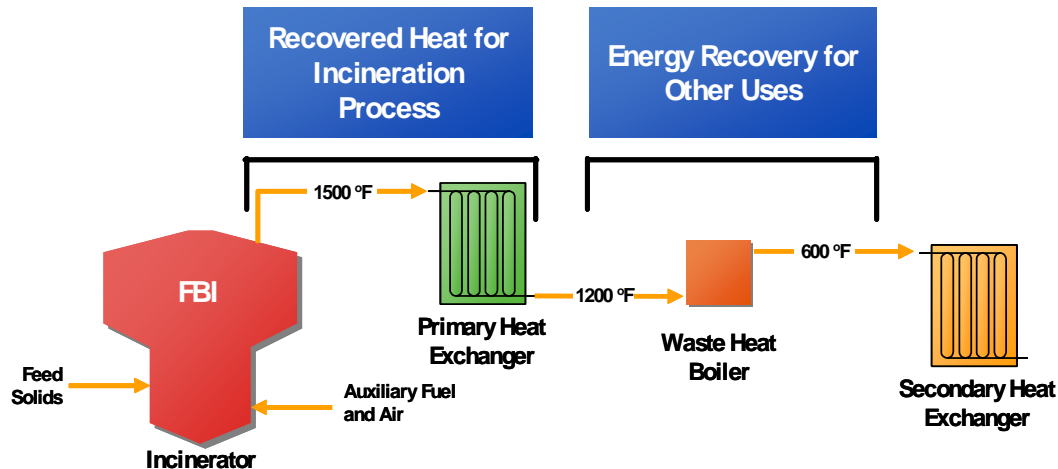 Recovered Heat for
Incineration
Process
Energy Recovery for
Other Uses
1500 ºF
FBI
600 ºF
1200 ºF
Primary Heat
Exchanger
Waste Heat
Boiler
Feed
Solids
Auxiliary Fuel
and Air
Secondary Heat
Exchanger
Incinerator